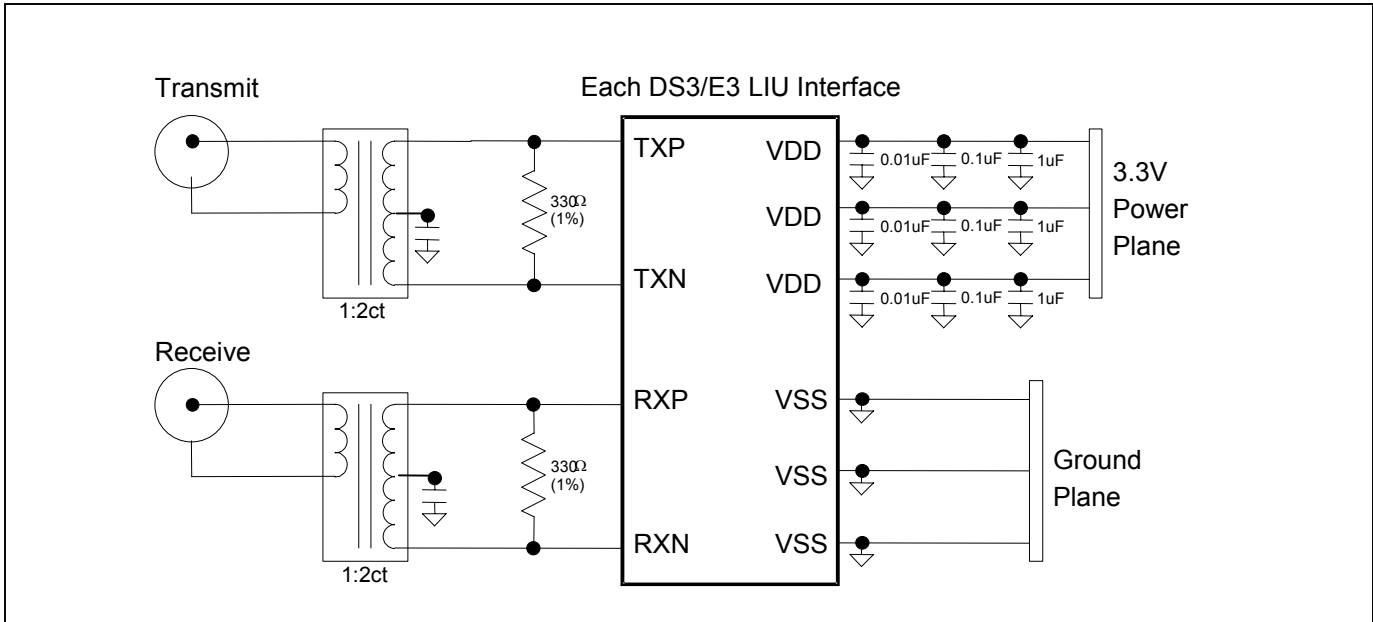 Transmit
Each DS3/E3 LIU Interface
TXP
VDD
0.01uF
0.1uF
1uF
3.3V
Power
Plane
330Ω
(1%)
VDD
0.01uF
0.1uF
1uF
TXN
VDD
0.01uF
0.1uF
1uF
1:2ct
Receive
RXP
VSS
330Ω
(1%)
VSS
Ground
Plane
RXN
VSS
1:2ct